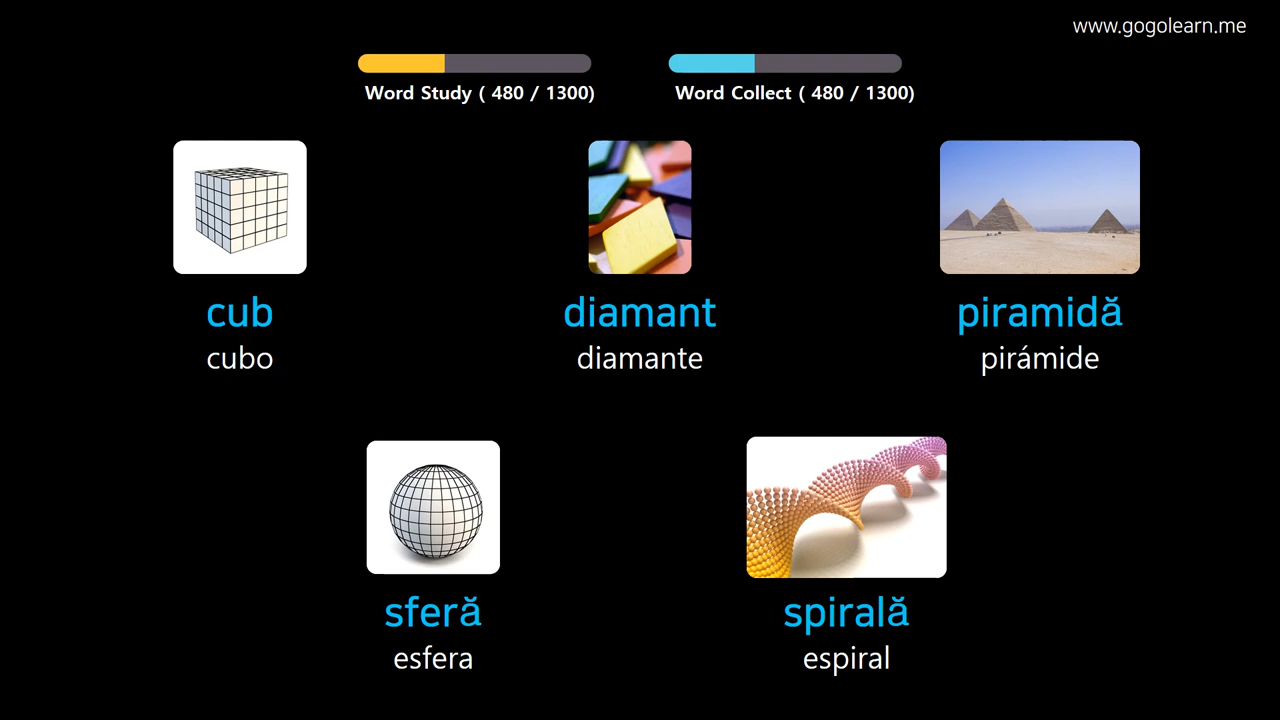 www.gogolearn.me
Word Study ( 480 / 1300)
Word Collect ( 480 / 1300)
cub
cubo
diamant
diamante
piramidă
pirámide
sferă
esfera
spirală
espiral